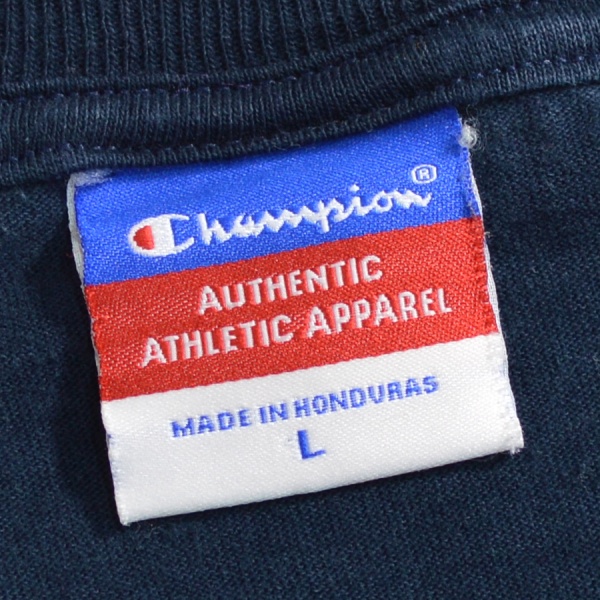 Champion®
AUTHENTIC
ATHLETIC APPAREL
MADE IN HONDURAS
L